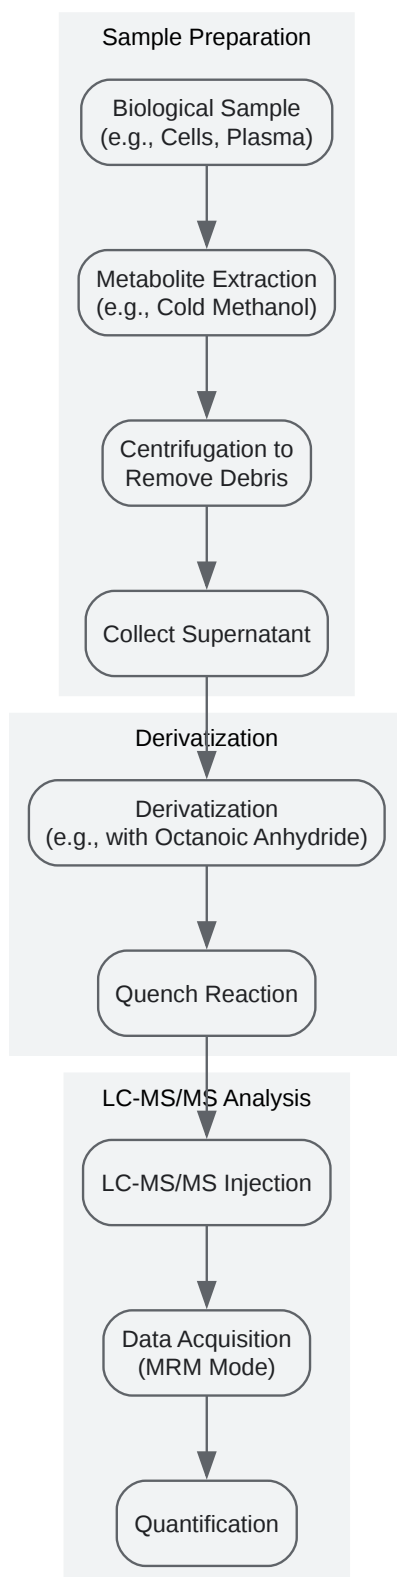 Sample Preparation
Biological Sample
(e.g., Cells, Plasma)
Metabolite Extraction
(e.g., Cold Methanol)
Centrifugation to
Remove Debris
Collect Supernatant
Derivatization
Derivatization
(e.g., with Octanoic Anhydride)
Quench Reaction
LC-MS/MS Analysis
LC-MS/MS Injection
Data Acquisition
(MRM Mode)
Quantification